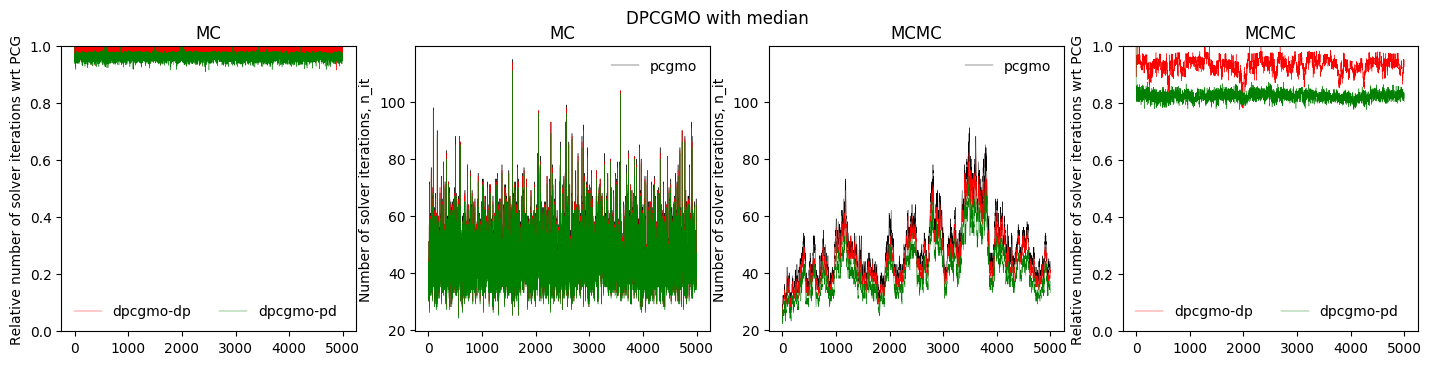 DPCGMO with median
MC
Relative number of solver iterations wrt PCG
1.0
0.8
0.6
0.4
0.2
0.0
0 1000 2000 3000 4000 5000
dpcgmo-dp dpcgmo-pd
MC
Number of solver iterations, n_it
100
80
60
40
20
0 1000 2000 3000 4000 5000
pcgmo
MCMC
Number of solver iterations, n_it
100
80
60
40
20
0 1000 2000 3000 4000 5000
pcgmo
MCMC
Relative number of solver iterations wrt PCG
1.0
0.8
0.6
0.4
0.2
0.0
0 1000 2000 3000 4000 5000
dpcgmo-dp dpcgmo-pd